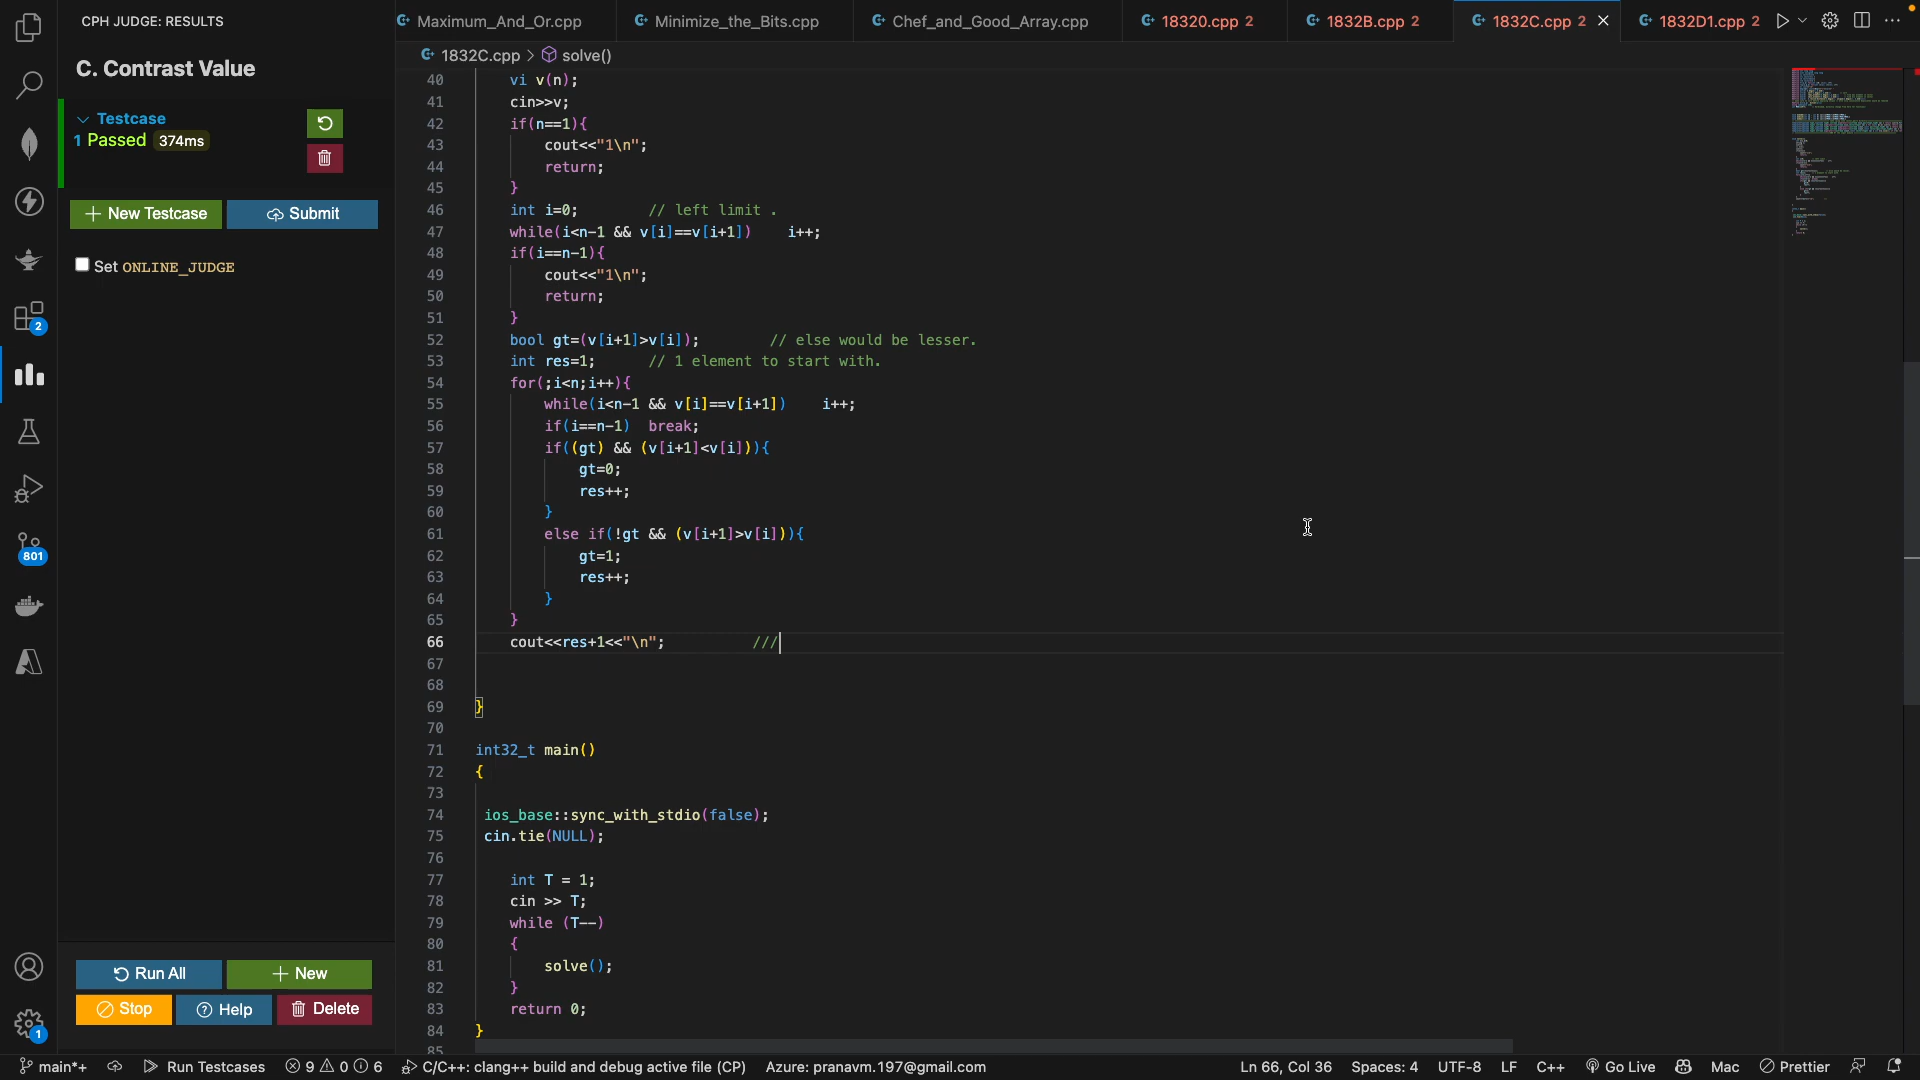 CPH JUDGE: RESULTS
C. Contrast Value
Testcase
1 Passed 374ms
+ New Testcase
Submit
Set ONLINE_JUDGE
Run All
+ New
Stop
Help
Delete
Maximum_And_Or.cpp
Minimize_the_Bits.cpp
Chef_and_Good_Array.cpp
18320.cpp 2
1832B.cpp 2
1832C.cpp 2
1832D1.cpp 2
1832C.cpp > solve()
40 vi v(n);
41 cin>>v;
42 if(n==1){
43 cout<<"1\n";
44 return;
45 }
46 int i=0; // left limit .
47 while(i<n-1 && v[i]==v[i+1]) i++;
48 if(i==n-1){
49 cout<<"1\n";
50 return;
51 }
52 bool gt=(v[i+1]>v[i]); // else would be lesser.
53 int res=1; // 1 element to start with.
54 for(;i<n;i++){
55 while(i<n-1 && v[i]==v[i+1]) i++;
56 if(i==n-1) break;
57 if((gt) && (v[i+1]<v[i])){
58 gt=0;
59 res++;
60 }
61 else if(!gt && (v[i+1]>v[i])){
62 gt=1;
63 res++;
64 }
65 }
66 cout<<res+1<<"\n"; ///
67
68
69 }
70
71 int32_t main()
72 {
73
74 ios_base::sync_with_stdio(false);
75 cin.tie(NULL);
76
77 int T = 1;
78 cin >> T;
79 while (T--)
80 {
81 solve();
82 }
83 return 0;
84 }
85
2
801
1
main*+
Run Testcases
9 0 6
C/C++: clang++ build and debug active file (CP)
Azure: pranavm.197@gmail.com
Ln 66, Col 36
Spaces: 4
UTF-8
LF
C++
Go Live
Mac
Prettier